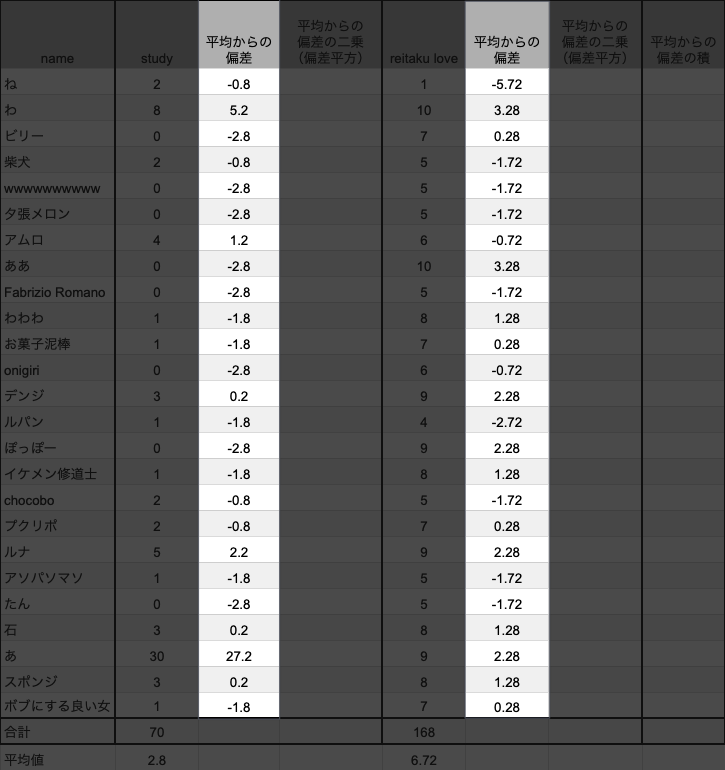 name study 平均からの偏差 平均からの偏差の二乗（偏差平方） reitaku love 平均からの偏差 平均からの偏差の二乗（偏差平方） 平均からの偏差の積
ね 2 -0.8 1 -5.72
わ 8 5.2 10 3.28
ビリー 0 -2.8 7 0.28
柴犬 2 -0.8 5 -1.72
wwwwwwwwww 0 -2.8 5 -1.72
夕張メロン 0 -2.8 5 -1.72
アムロ 4 1.2 6 -0.72
ああ 0 -2.8 10 3.28
Fabrizio Romano 0 -2.8 5 -1.72
わわわ 1 -1.8 8 1.28
お菓子泥棒 1 -1.8 7 0.28
onigiri 0 -2.8 6 -0.72
デンジ 3 0.2 9 2.28
ルパン 1 -1.8 4 -2.72
ぽっぽー 0 -2.8 9 2.28
イケメン修道士 1 -1.8 8 1.28
chocobo 2 -0.8 5 -1.72
プクリポ 2 -0.8 7 0.28
ルナ 5 2.2 9 2.28
アソパソマソ 1 -1.8 5 -1.72
たん 0 -2.8 5 -1.72
石 3 0.2 8 1.28
あ 30 27.2 9 2.28
スポンジ 3 0.2 8 1.28
ボブにする良い女 1 -1.8 7 0.28
合計 70 168
平均値 2.8 6.72